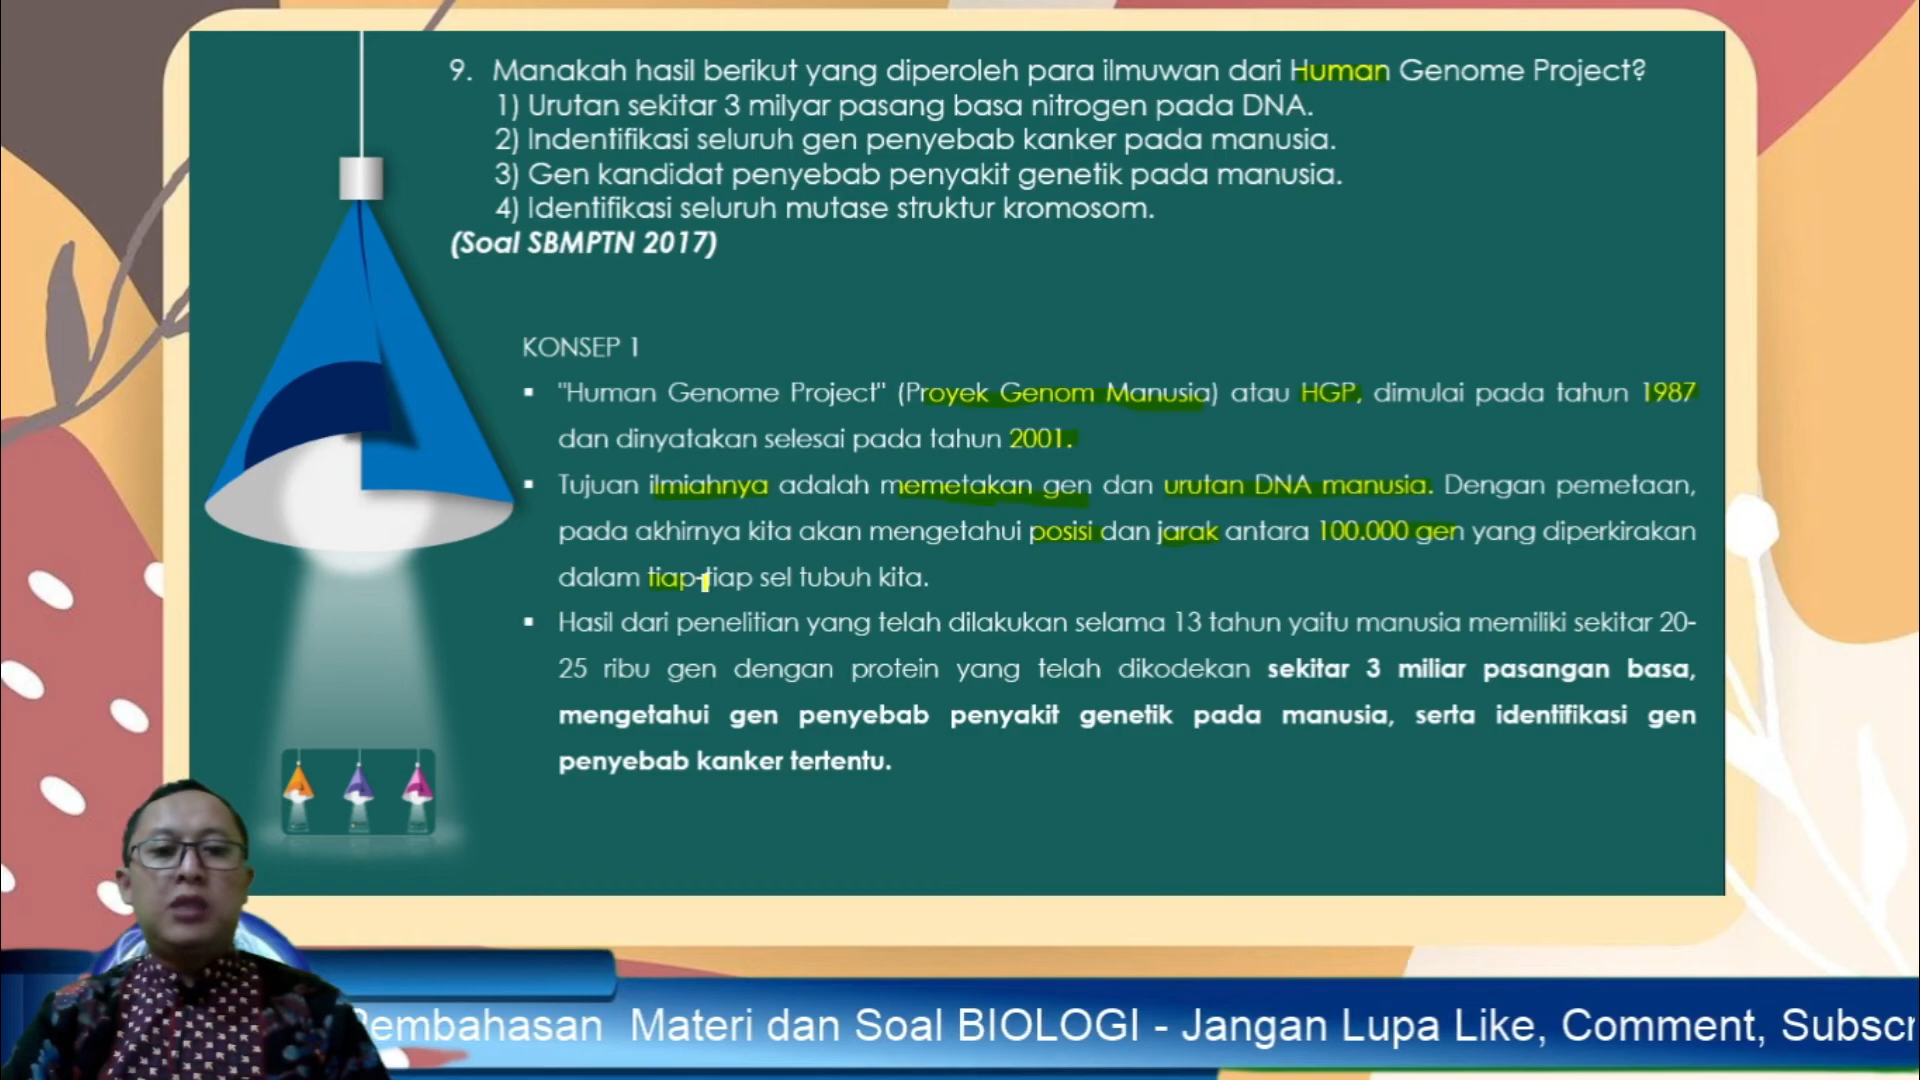 9. Manakah hasil berikut yang diperoleh para ilmuwan dari Human Genome Project?
1) Urutan sekitar 3 milyar pasang basa nitrogen pada DNA.
2) Indentifikasi seluruh gen penyebab kanker pada manusia.
3) Gen kandidat penyebab penyakit genetik pada manusia.
4) Identifikasi seluruh mutase struktur kromosom.
(Soal SBMPTN 2017)
KONSEP 1
▪ "Human Genome Project" (Proyek Genom Manusia) atau HGP, dimulai pada tahun 1987
dan dinyatakan selesai pada tahun 2001.
▪ Tujuan ilmiahnya adalah memetakan gen dan urutan DNA manusia. Dengan pemetaan,
pada akhirnya kita akan mengetahui posisi dan jarak antara 100.000 gen yang diperkirakan
dalam tiap-tiap sel tubuh kita.
▪ Hasil dari penelitian yang telah dilakukan selama 13 tahun yaitu manusia memiliki sekitar 20-
25 ribu gen dengan protein yang telah dikodekan sekitar 3 miliar pasangan basa,
mengetahui gen penyebab penyakit genetik pada manusia, serta identifikasi gen
penyebab kanker tertentu.
Pembahasan Materi dan Soal BIOLOGI - Jangan Lupa Like, Comment, Subscr